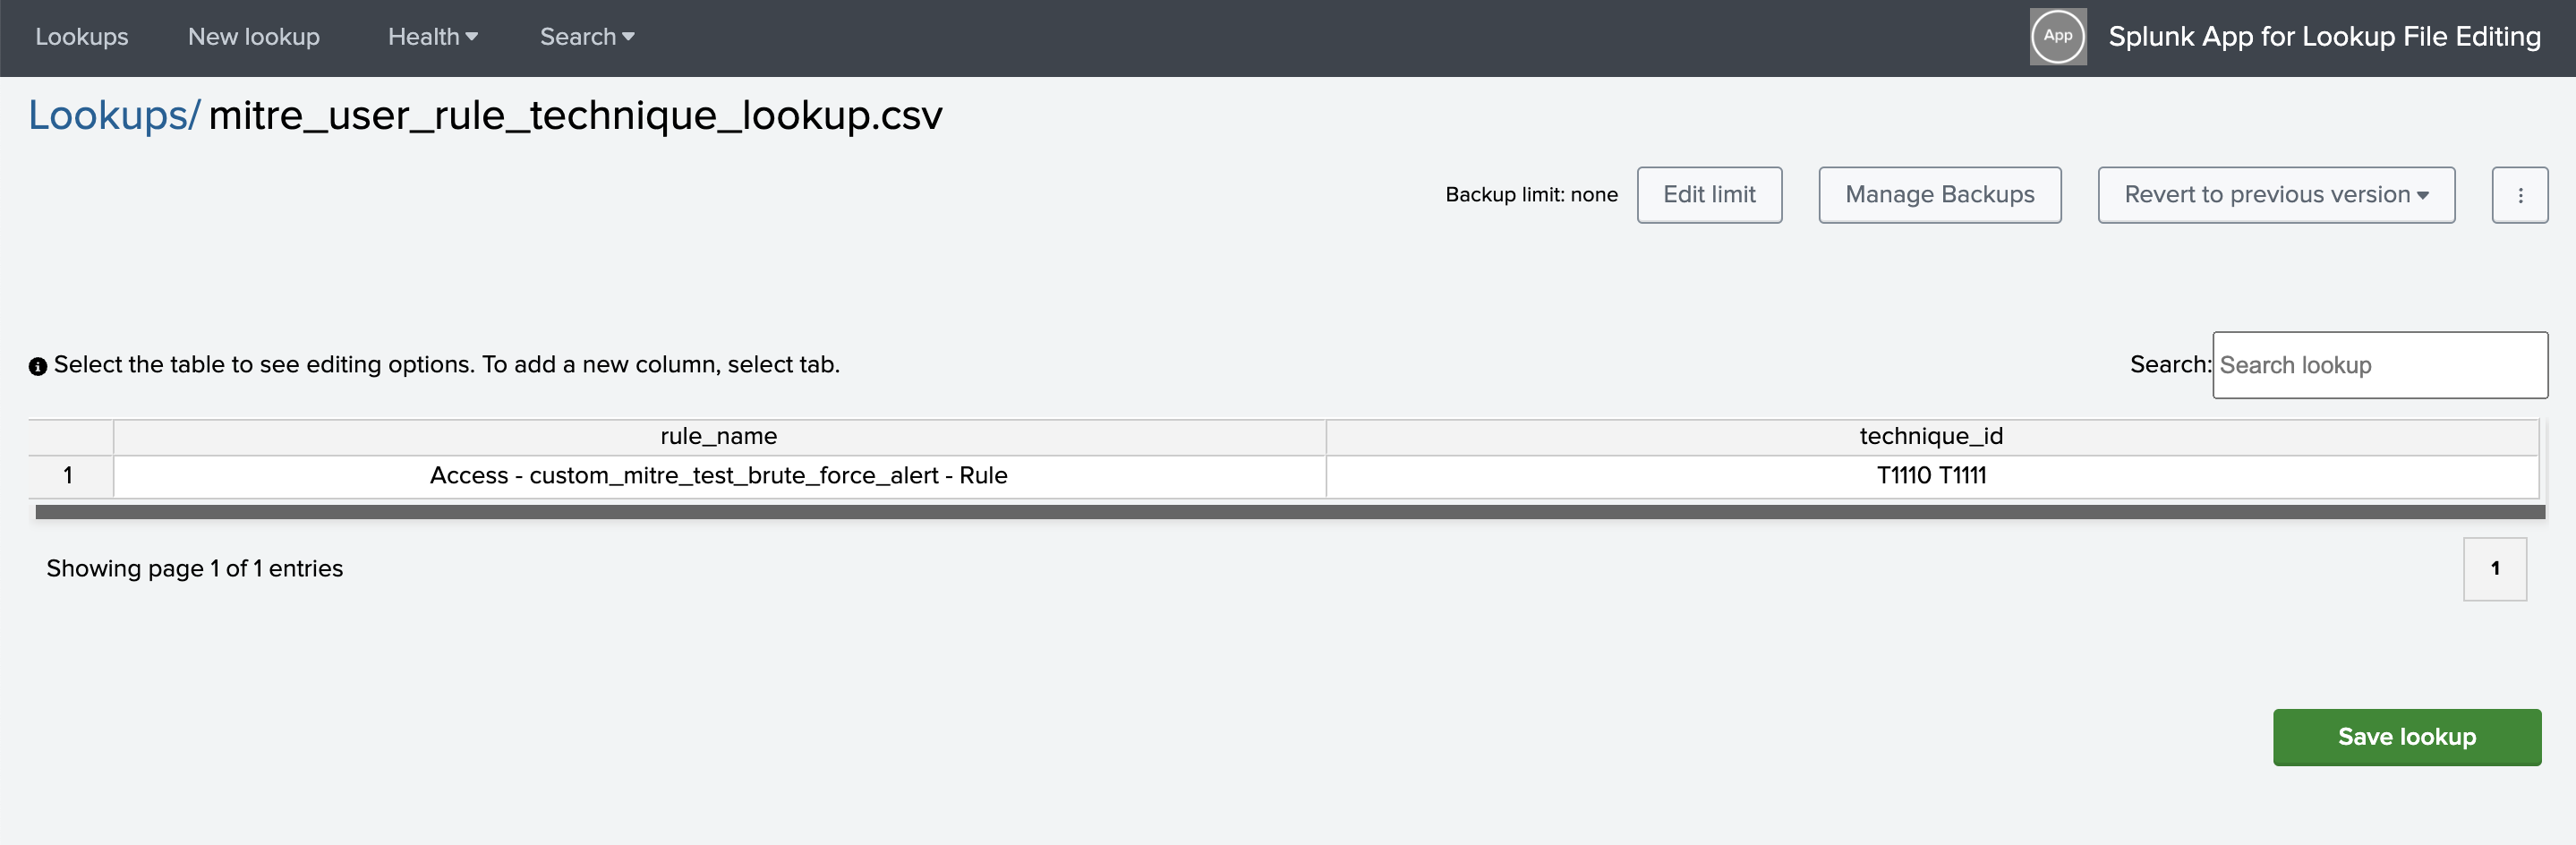 Lookups New lookup Health Search App Splunk App for Lookup File Editing
Lookups/ mitre_user_rule_technique_lookup.csv
Backup limit: none Edit limit Manage Backups Revert to previous version
Select the table to see editing options. To add a new column, select tab. Search: Search lookup
rule_name technique_id
1 Access - custom_mitre_test_brute_force_alert - Rule T1110 T1111
Showing page 1 of 1 entries 1
Save lookup